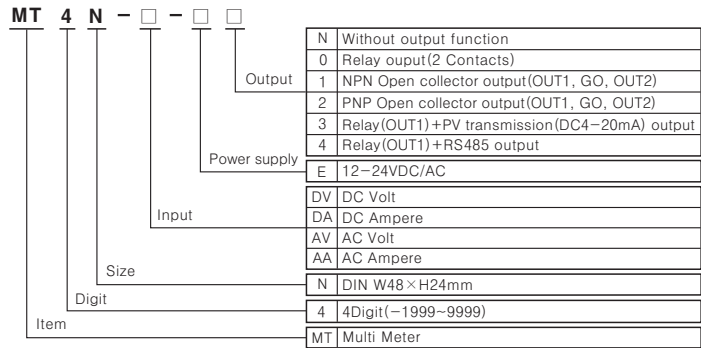 MT 4 N - □ - □ □
N Without output function
0 Relay ouput(2 Contacts)
Output 1 NPN Open collector output(OUT1, GO, OUT2)
2 PNP Open collector output(OUT1, GO, OUT2)
3 Relay(OUT1)+PV transmission(DC4-20mA) output
4 Relay(OUT1)+RS485 output
Power supply
E 12-24VDC/AC
DV DC Volt
Input DA DC Ampere
AV AC Volt
AA AC Ampere
Size
N DIN W48×H24mm
Digit
4 4Digit(-1999~9999)
Item
MT Multi Meter